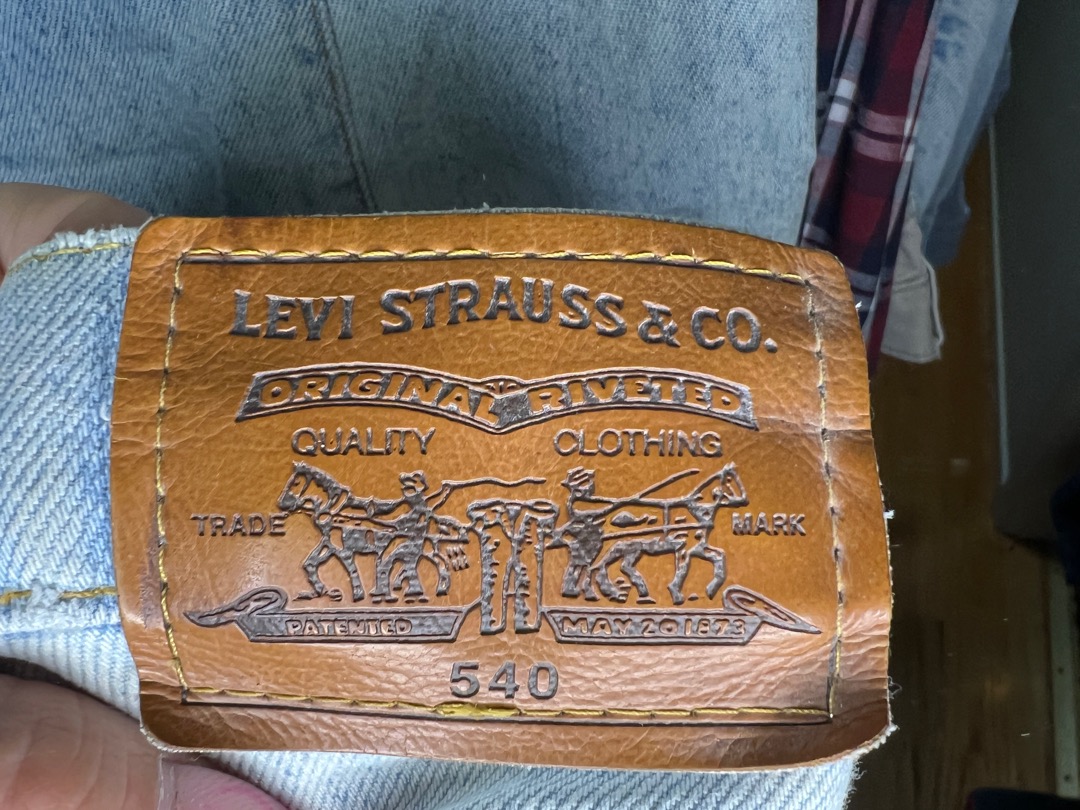 LEVI STRAUSS & CO.
ORIGINAL RIVETED
QUALITY CLOTHING
TRADE MARK
PATENTED MAY 20 1873
540